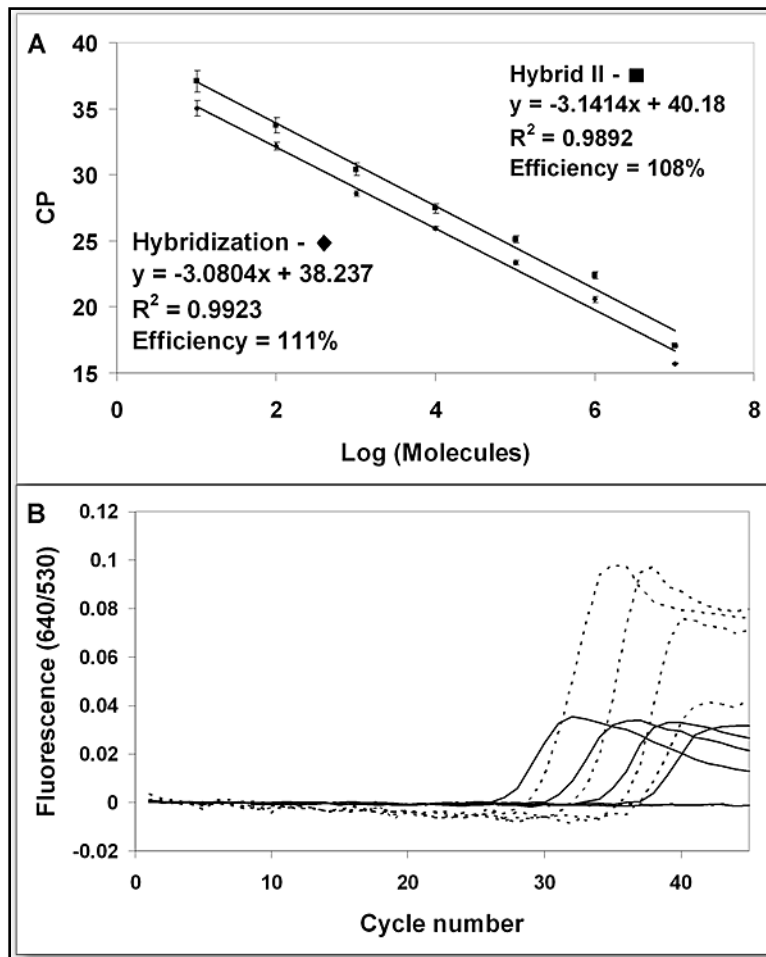 A
40
35
30
25
20
15
CP
Hybrid II - ■
y = -3.1414x + 40.18
R² = 0.9892
Efficiency = 108%
Hybridization - ◆
y = -3.0804x + 38.237
R² = 0.9923
Efficiency = 111%
0 2 4 6 8
Log (Molecules)
B
0.12
0.1
0.08
0.06
0.04
0.02
0
-0.02
Fluorescence (640/530)
0 10 20 30 40
Cycle number